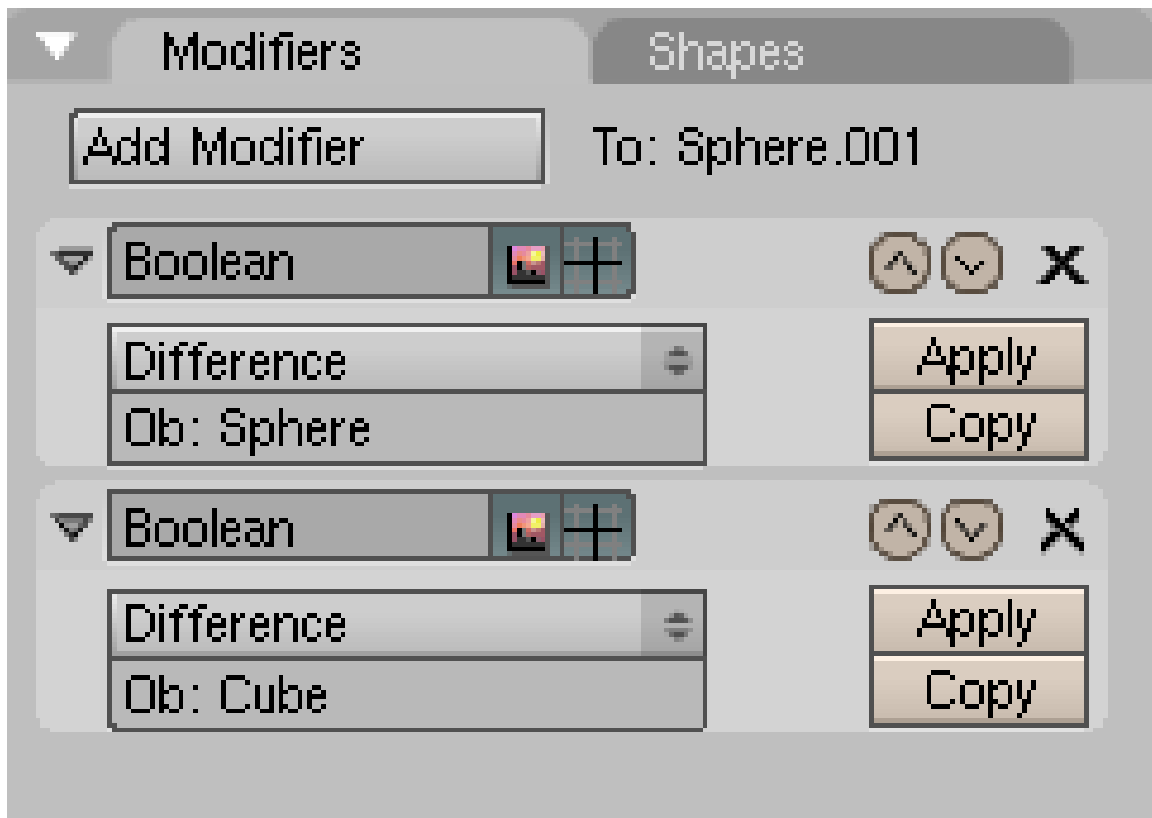 Modifiers Shapes
Add Modifier To: Sphere.001
Boolean
Difference Apply
Ob: Sphere Copy
Boolean
Difference Apply
Ob: Cube Copy